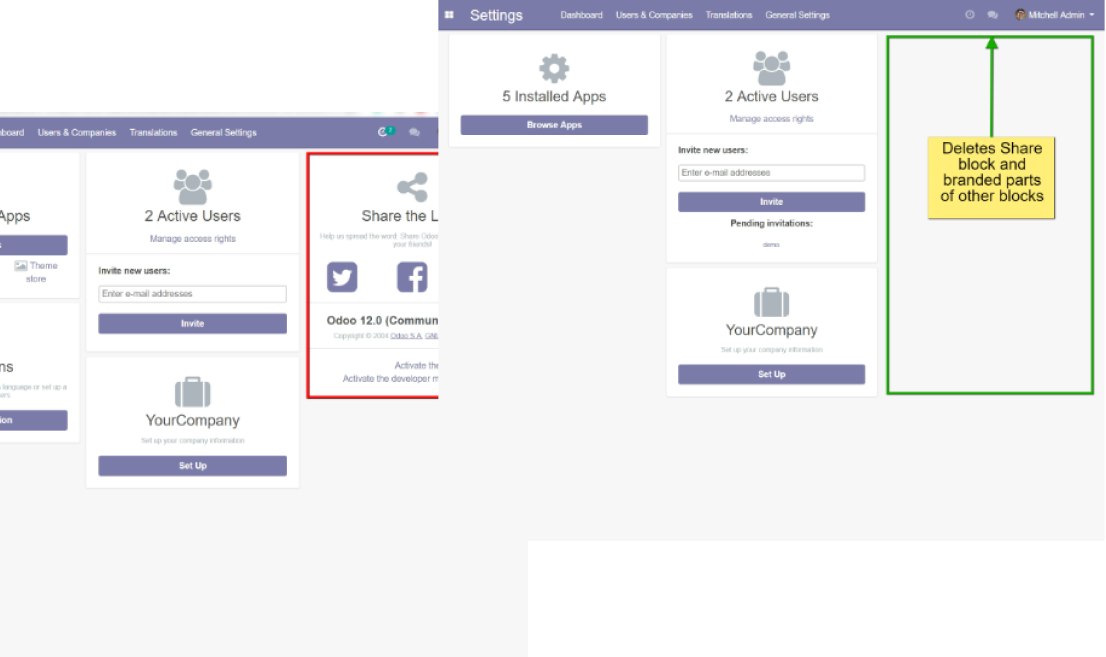 Settings Dashboard Users & Companies Translations General Settings Mitchell Admin
5 Installed Apps
Browse Apps
2 Active Users
Manage access rights
Invite new users:
Enter e-mail addresses
Invite
Pending invitations:
demo
YourCompany
Set up your company information
Set Up
Deletes Share
block and
branded parts
of other blocks
board Users & Companies Translations General Settings
Apps
s
Theme
store
ns
language or set up a
ers
ion
2 Active Users
Manage access rights
Invite new users:
Enter e-mail addresses
Invite
YourCompany
Set up your company information
Set Up
Share the L
Help us spread the word: Share Odoo
your friends!
Odoo 12.0 (Commun
Copyright © 2004 Odoo S.A. GNU
Activate the
Activate the developer m